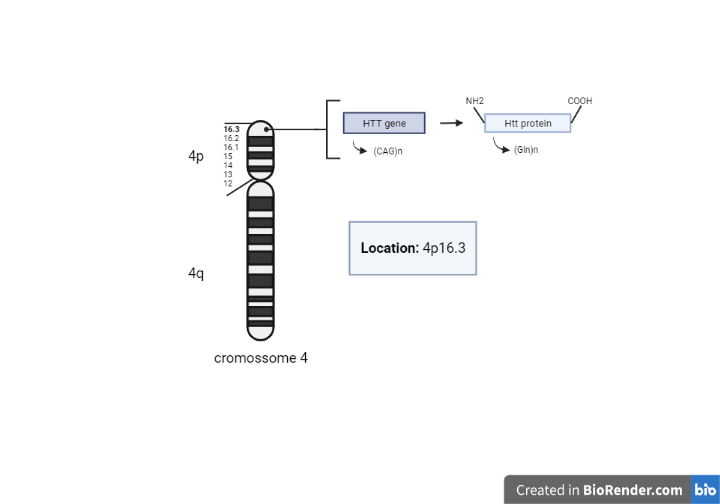 NH2
COOH
HTT gene
Htt protein
(CAG)n
(Gln)n
16.3
16.2
16.1
15
14
13
12
4p
Location: 4p16.3
4q
cromossome 4
Created in BioRender.com bio